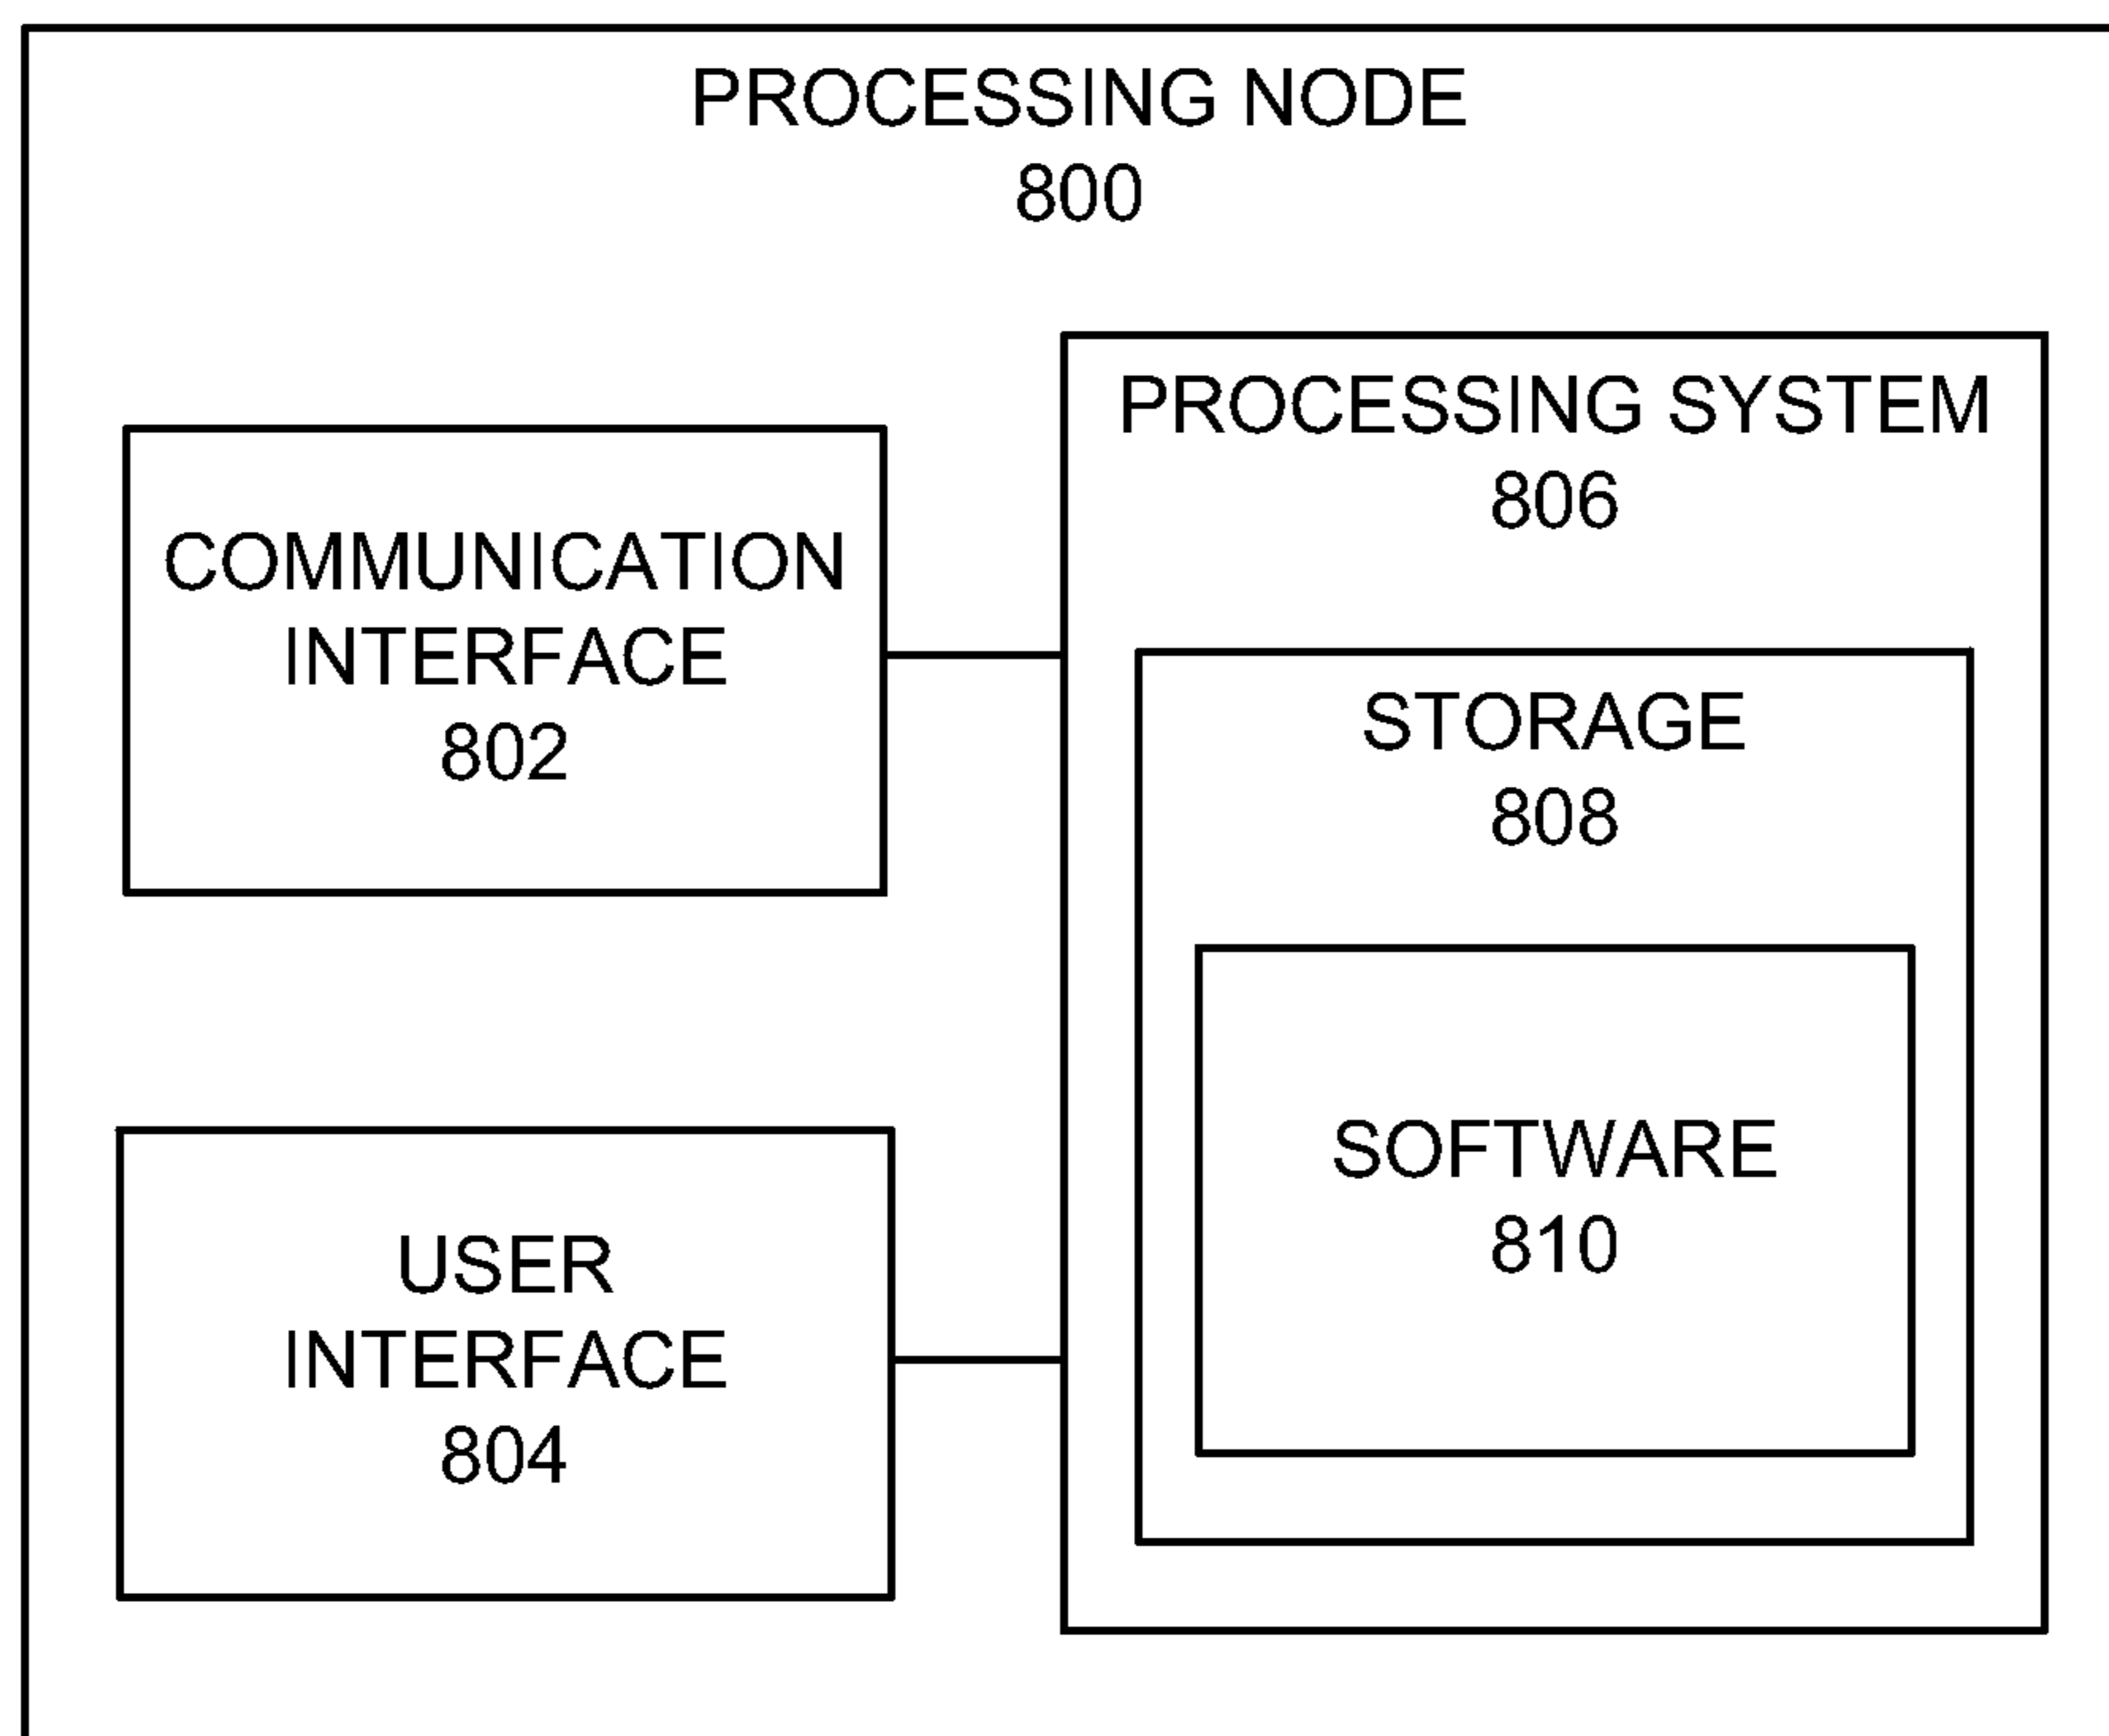 PROCESSING NODE
800
COMMUNICATION
INTERFACE
802
USER
INTERFACE
804
PROCESSING SYSTEM
806
STORAGE
808
SOFTWARE
810